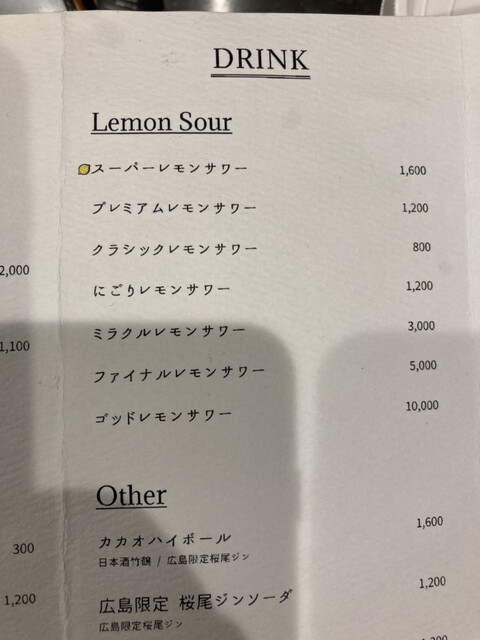 DRINK
Lemon Sour
スーパーレモンサワー 1,600
プレミアムレモンサワー 1,200
クラシックレモンサワー 800
にごりレモンサワー 1,200
ミラクルレモンサワー 3,000
ファイナルレモンサワー 5,000
ゴッドレモンサワー 10,000
Other
カカオハイボール 1,600
日本酒竹鶴 / 広島限定桜尾ジン
広島限定 桜尾ジンソーダ 1,200
広島限定桜尾ジン
2,000
1,100
300
1,200